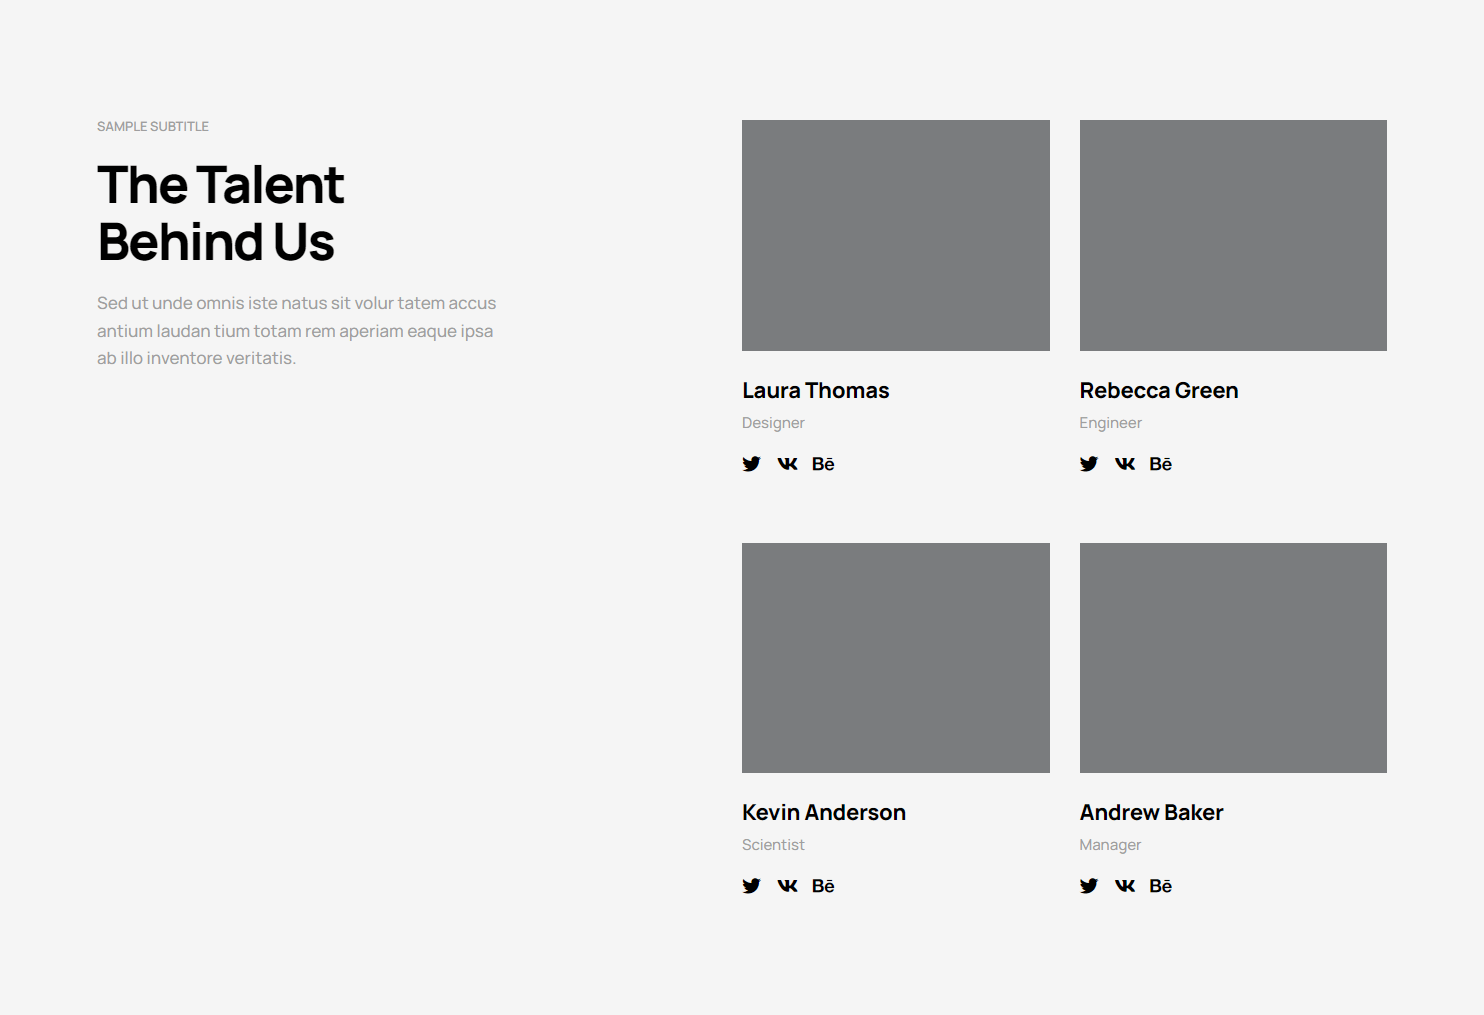 SAMPLE SUBTITLE
The Talent
Behind Us
Sed ut unde omnis iste natus sit volur tatem accus
antium laudan tium totam rem aperiam eaque ipsa
ab illo inventore veritatis.
Laura Thomas
Designer
Bē
Rebecca Green
Engineer
Bē
Kevin Anderson
Scientist
Bē
Andrew Baker
Manager
Bē